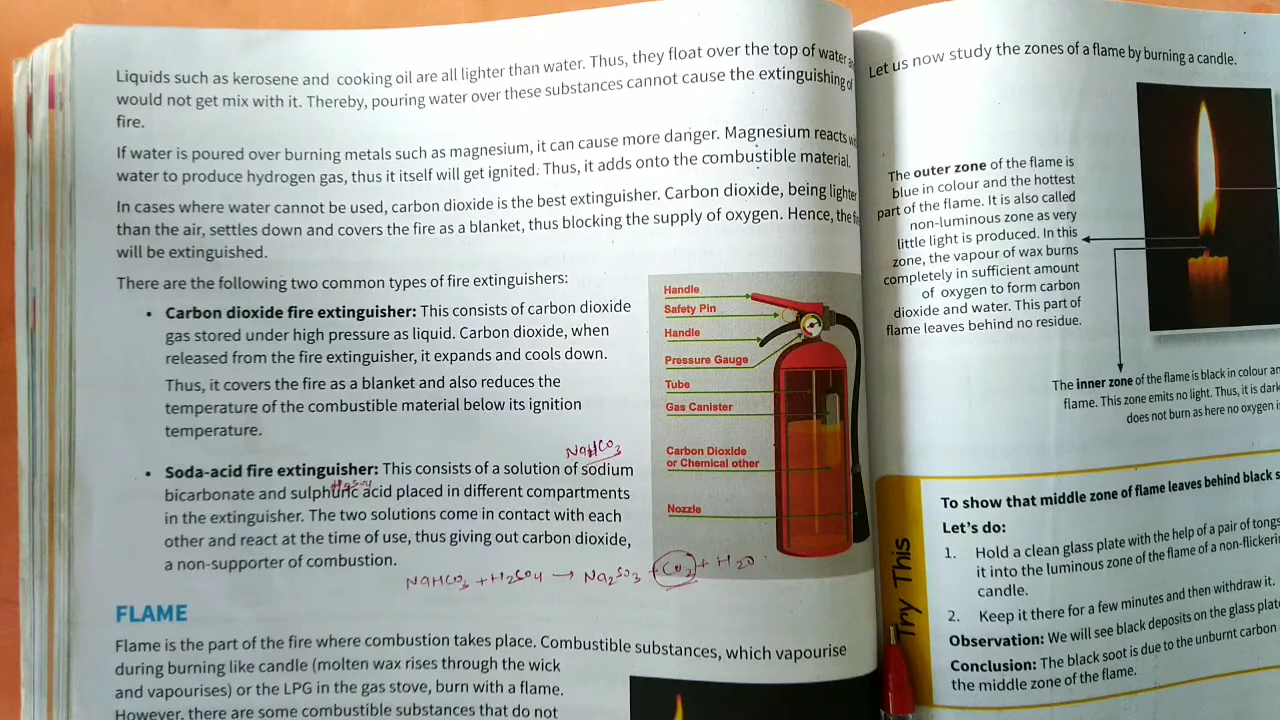 Liquids such as kerosene and cooking oil are all lighter than water. Thus, they float over the top of water
would not get mix with it. Thereby, pouring water over these substances cannot cause the extinguishing of
fire.
If water is poured over burning metals such as magnesium, it can cause more danger. Magnesium reacts
water to produce hydrogen gas, thus it itself will get ignited. Thus, it adds onto the combustible material.
In cases where water cannot be used, carbon dioxide is the best extinguisher. Carbon dioxide, being lighter
than the air, settles down and covers the fire as a blanket, thus blocking the supply of oxygen. Hence, the
will be extinguished.
There are the following two common types of fire extinguishers:
• Carbon dioxide fire extinguisher: This consists of carbon dioxide
gas stored under high pressure as liquid. Carbon dioxide, when
released from the fire extinguisher, it expands and cools down.
Thus, it covers the fire as a blanket and also reduces the
temperature of the combustible material below its ignition
temperature.
NaHCO3
• Soda-acid fire extinguisher: This consists of a solution of sodium
bicarbonate and sulphuric acid placed in different compartments
in the extinguisher. The two solutions come in contact with each
other and react at the time of use, thus giving out carbon dioxide,
a non-supporter of combustion.
NaHCO3 + H2SO4 → Na2SO3 + CO2 + H2O
Handle
Safety Pin
Handle
Pressure Gauge
Tube
Gas Canister
Carbon Dioxide
or Chemical other
Nozzle
FLAME
Flame is the part of the fire where combustion takes place. Combustible substances, which vapourise
during burning like candle (molten wax rises through the wick
and vapourises) or the LPG in the gas stove, burn with a flame.
However, there are some combustible substances that do not
Let us now study the zones of a flame by burning a candle.
The outer zone of the flame is
blue in colour and the hottest
part of the flame. It is also called
non-luminous zone as very
little light is produced. In this
zone, the vapour of wax burns
completely in sufficient amount
of oxygen to form carbon
dioxide and water. This part of
flame leaves behind no residue.
The inner zone of the flame is black in colour
flame. This zone emits no light. Thus, it is dark
does not burn as here no oxygen
Try This
To show that middle zone of flame leaves behind black
Let's do:
1. Hold a clean glass plate with the help of a pair of tongs
it into the luminous zone of the flame of a non-flickering
candle.
2. Keep it there for a few minutes and then withdraw it.
Observation: We will see black deposits on the glass plate
Conclusion: The black soot is due to the unburnt carbon
the middle zone of the flame.